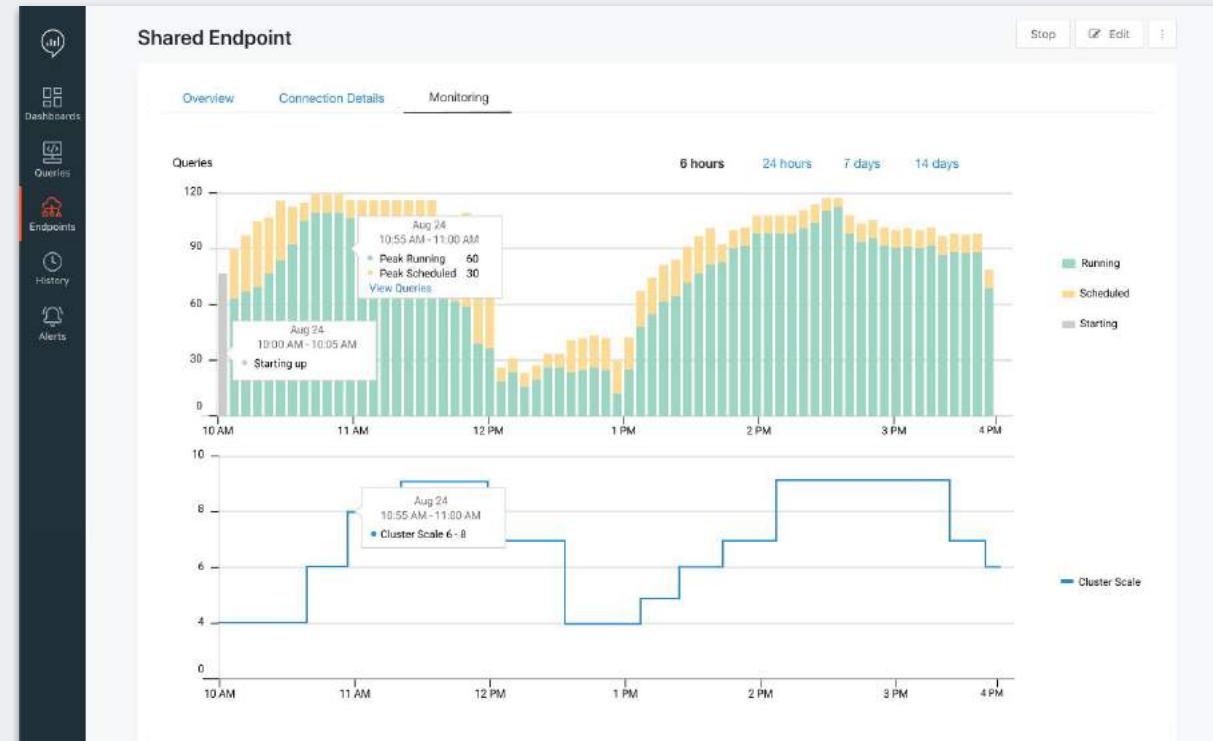 Shared Endpoint
Stop
Edit
Dashboards
Queries
Endpoints
History
Alerts
Overview
Connection Details
Monitoring
Queries
6 hours
24 hours
7 days
14 days
120
90
60
30
0
Aug 24
10:55 AM - 11:00 AM
Peak Running 60
Peak Scheduled 30
View Queries
Aug 24
10:00 AM - 10:05 AM
Starting up
Running
Scheduled
Starting
10 AM
11 AM
12 PM
1 PM
2 PM
3 PM
4 PM
10
8
6
4
0
Aug 24
10:55 AM - 11:00 AM
Cluster Scale 6 - 8
Cluster Scale
10 AM
11 AM
12 PM
1 PM
2 PM
3 PM
4 PM